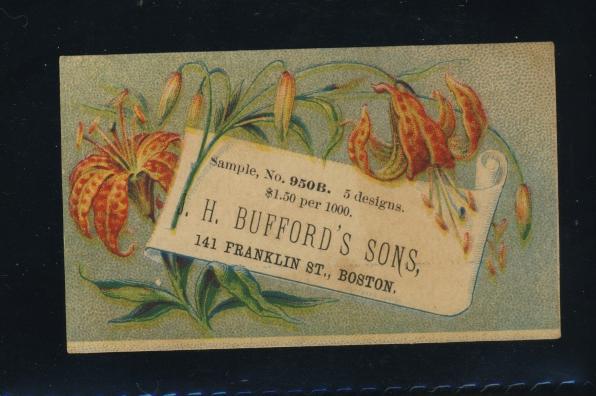 Sample, No. 950B. 5 designs.
$1.50 per 1000.
. H. BUFFORD'S SONS,
141 FRANKLIN ST., BOSTON.